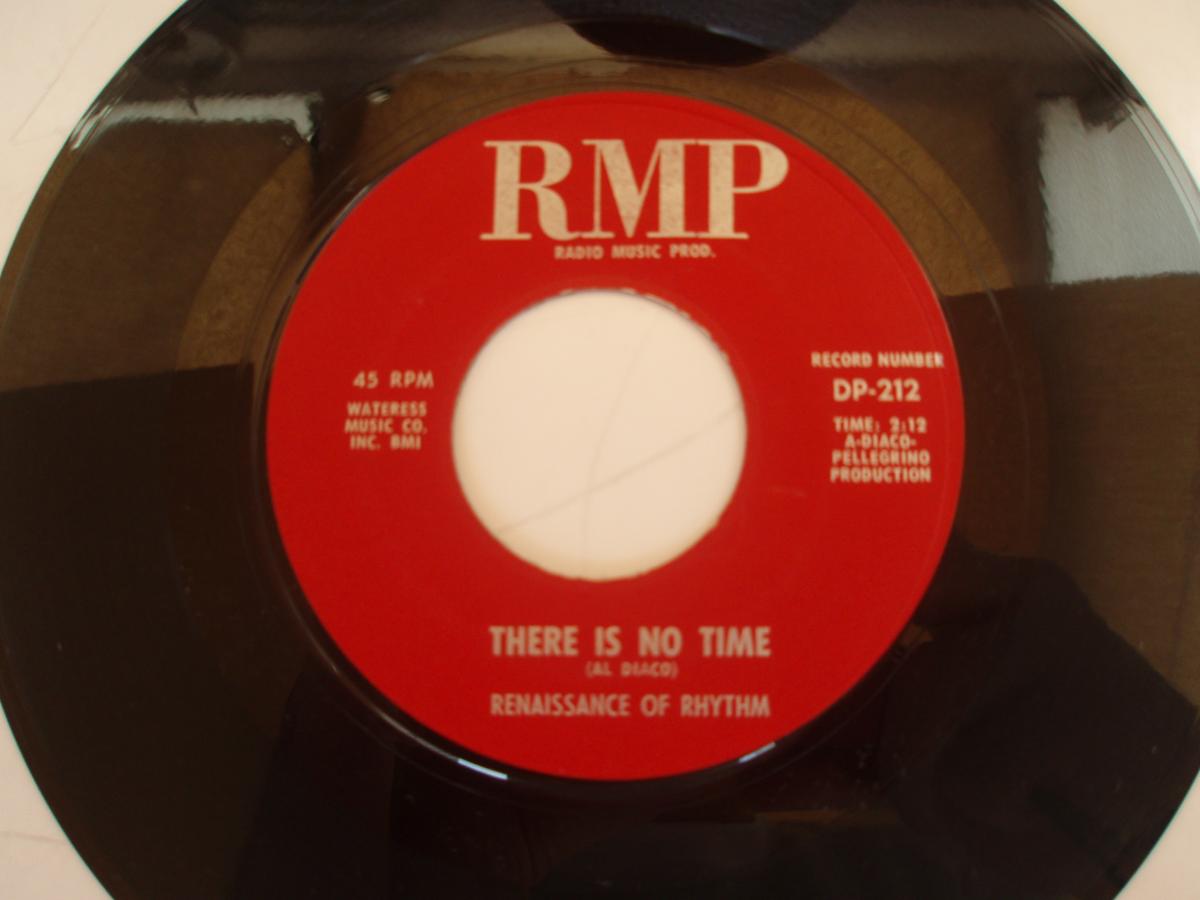 RMP
RADIO MUSIC PROD.
45 RPM
WATERESS
MUSIC CO.
INC. BMI
RECORD NUMBER
DP-212
TIME: 2:12
A-DIACO-
PELLEGRINO
PRODUCTION
THERE IS NO TIME
(AL DIACO)
RENAISSANCE OF RHYTHM